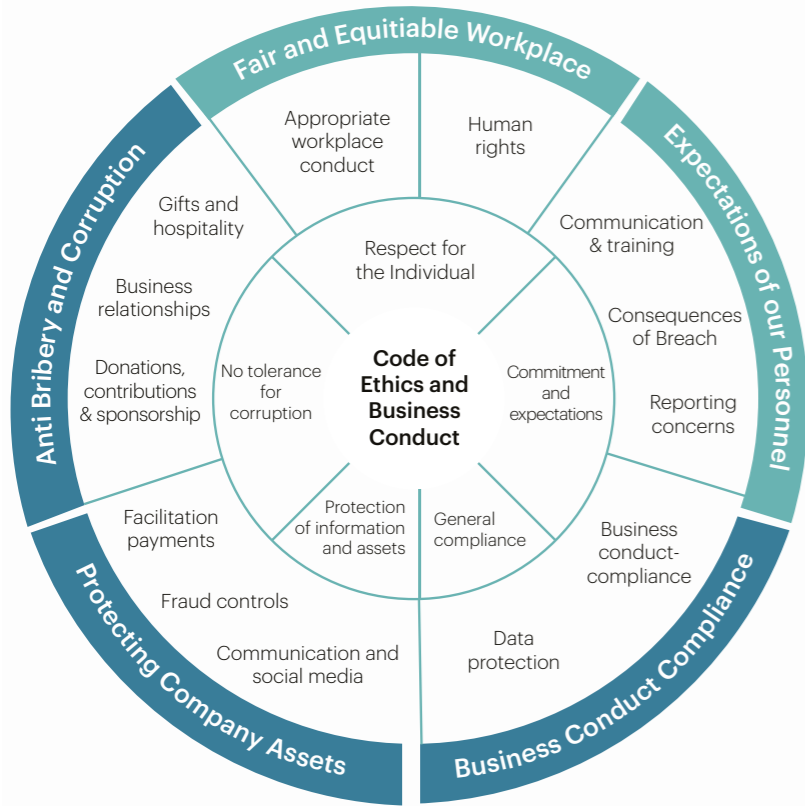 Fair and Equitiable Workplace
Expectations of our Personnel
Business Conduct Compliance
Protecting Company Assets
Anti Bribery and Corruption
Appropriate
workplace
conduct
Human
rights
Communication
& training
Consequences
of Breach
Reporting
concerns
Business
conduct-
compliance
Data
protection
Communication and
social media
Fraud controls
Facilitation
payments
Donations,
contributions
& sponsorship
Business
relationships
Gifts and
hospitality
Respect for
the Individual
Commitment
and
expectations
General
compliance
Protection
of information
and assets
No tolerance
for
corruption
Code of
Ethics and
Business
Conduct